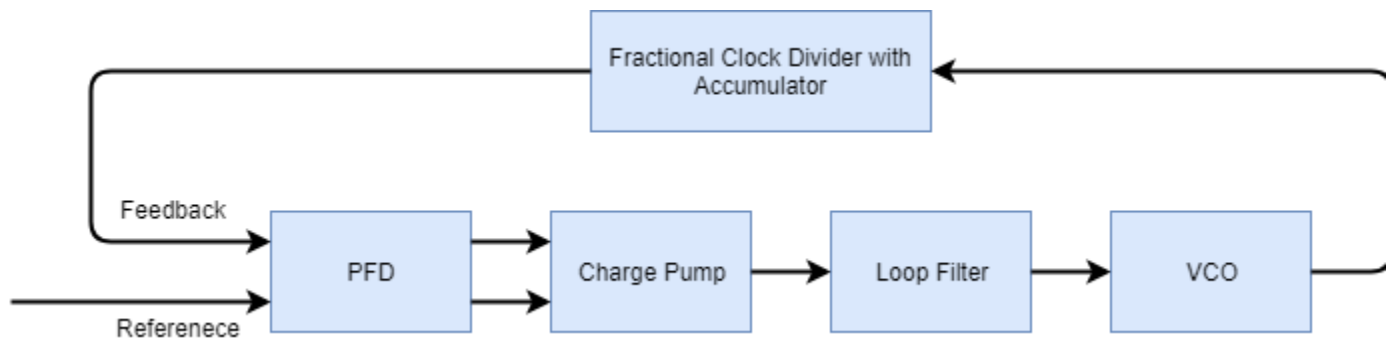 Fractional Clock Divider with
Accumulator
Feedback
PFD
Charge Pump
Loop Filter
VCO
Referenece